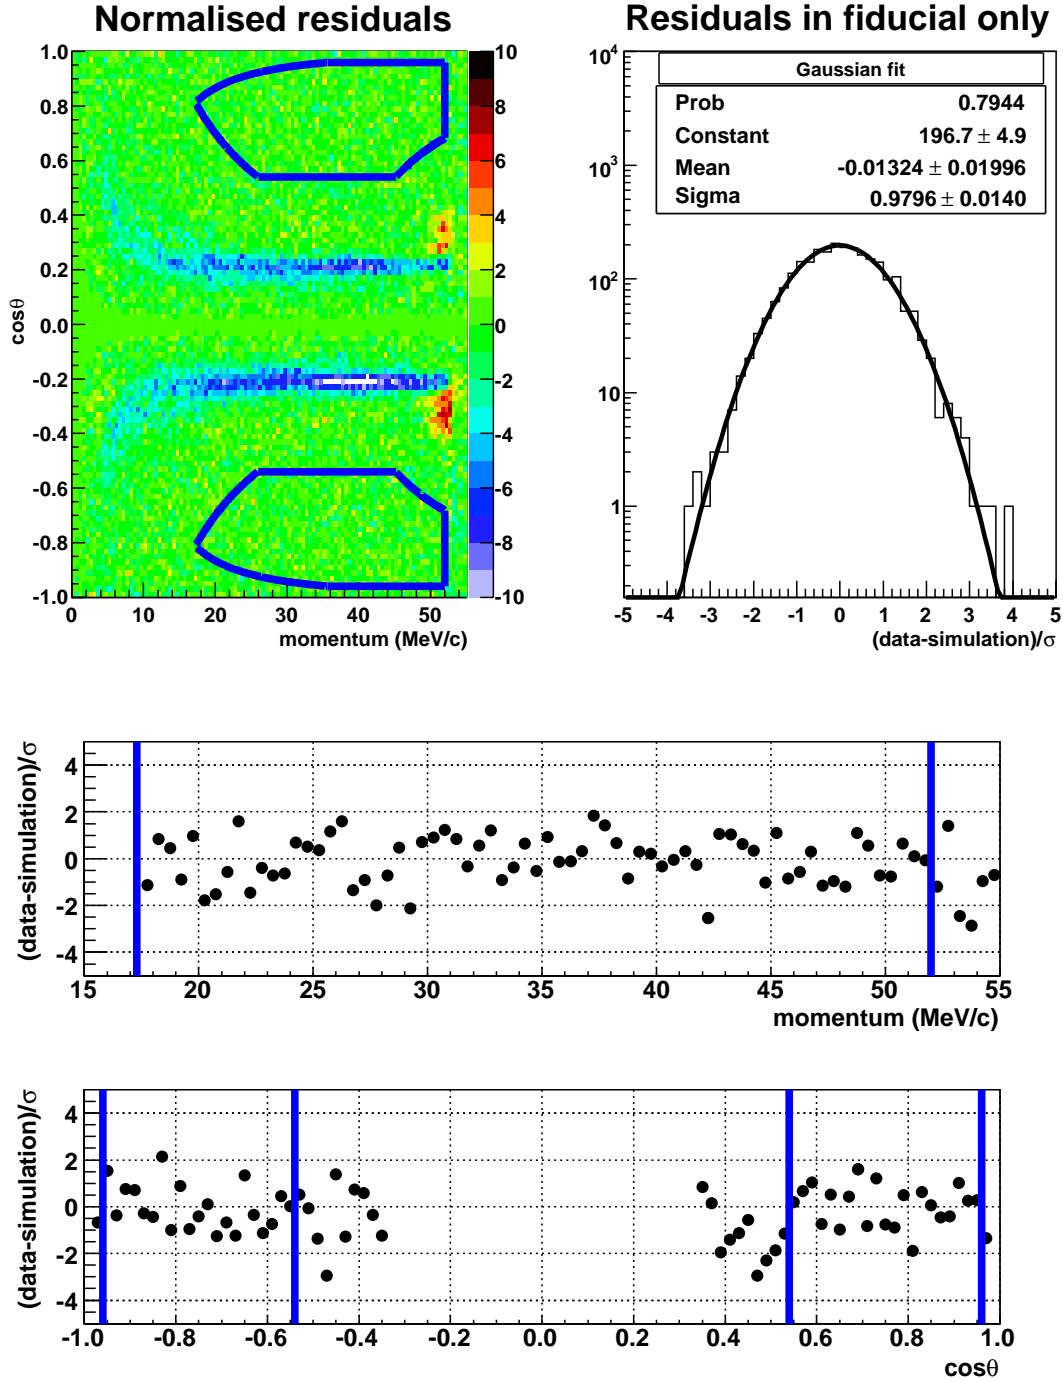 Normalised residuals
1.0
0.8
0.6
0.4
0.2
0.0
-0.2
-0.4
-0.6
-0.8
-1.0
cosθ
0 10 20 30 40 50
momentum (MeV/c)
10
8
6
4
2
0
-2
-4
-6
-8
-10
Residuals in fiducial only
10⁴
10³
10²
10
1
Gaussian fit
Prob 0.7944
Constant 196.7 ± 4.9
Mean -0.01324 ± 0.01996
Sigma 0.9796 ± 0.0140
-5 -4 -3 -2 -1 0 1 2 3 4 5
(data-simulation)/σ
(data-simulation)/σ
4
2
0
-2
-4
15 20 25 30 35 40 45 50 55
momentum (MeV/c)
(data-simulation)/σ
4
2
0
-2
-4
-1.0 -0.8 -0.6 -0.4 -0.2 0.0 0.2 0.4 0.6 0.8 1.0
cosθ